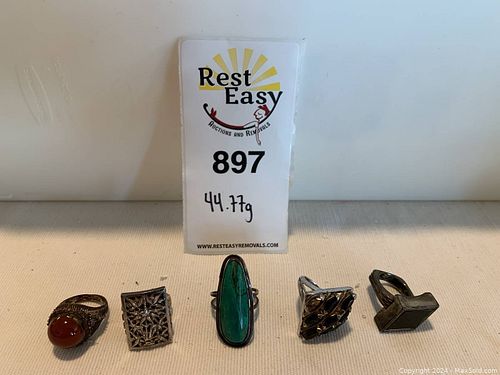 Rest
Easy
AUCTIONS AND REMOVALS
897
44.77g
WWW.RESTEASYREMOVALS.COM
Copyright 2024 - MaxSold.com